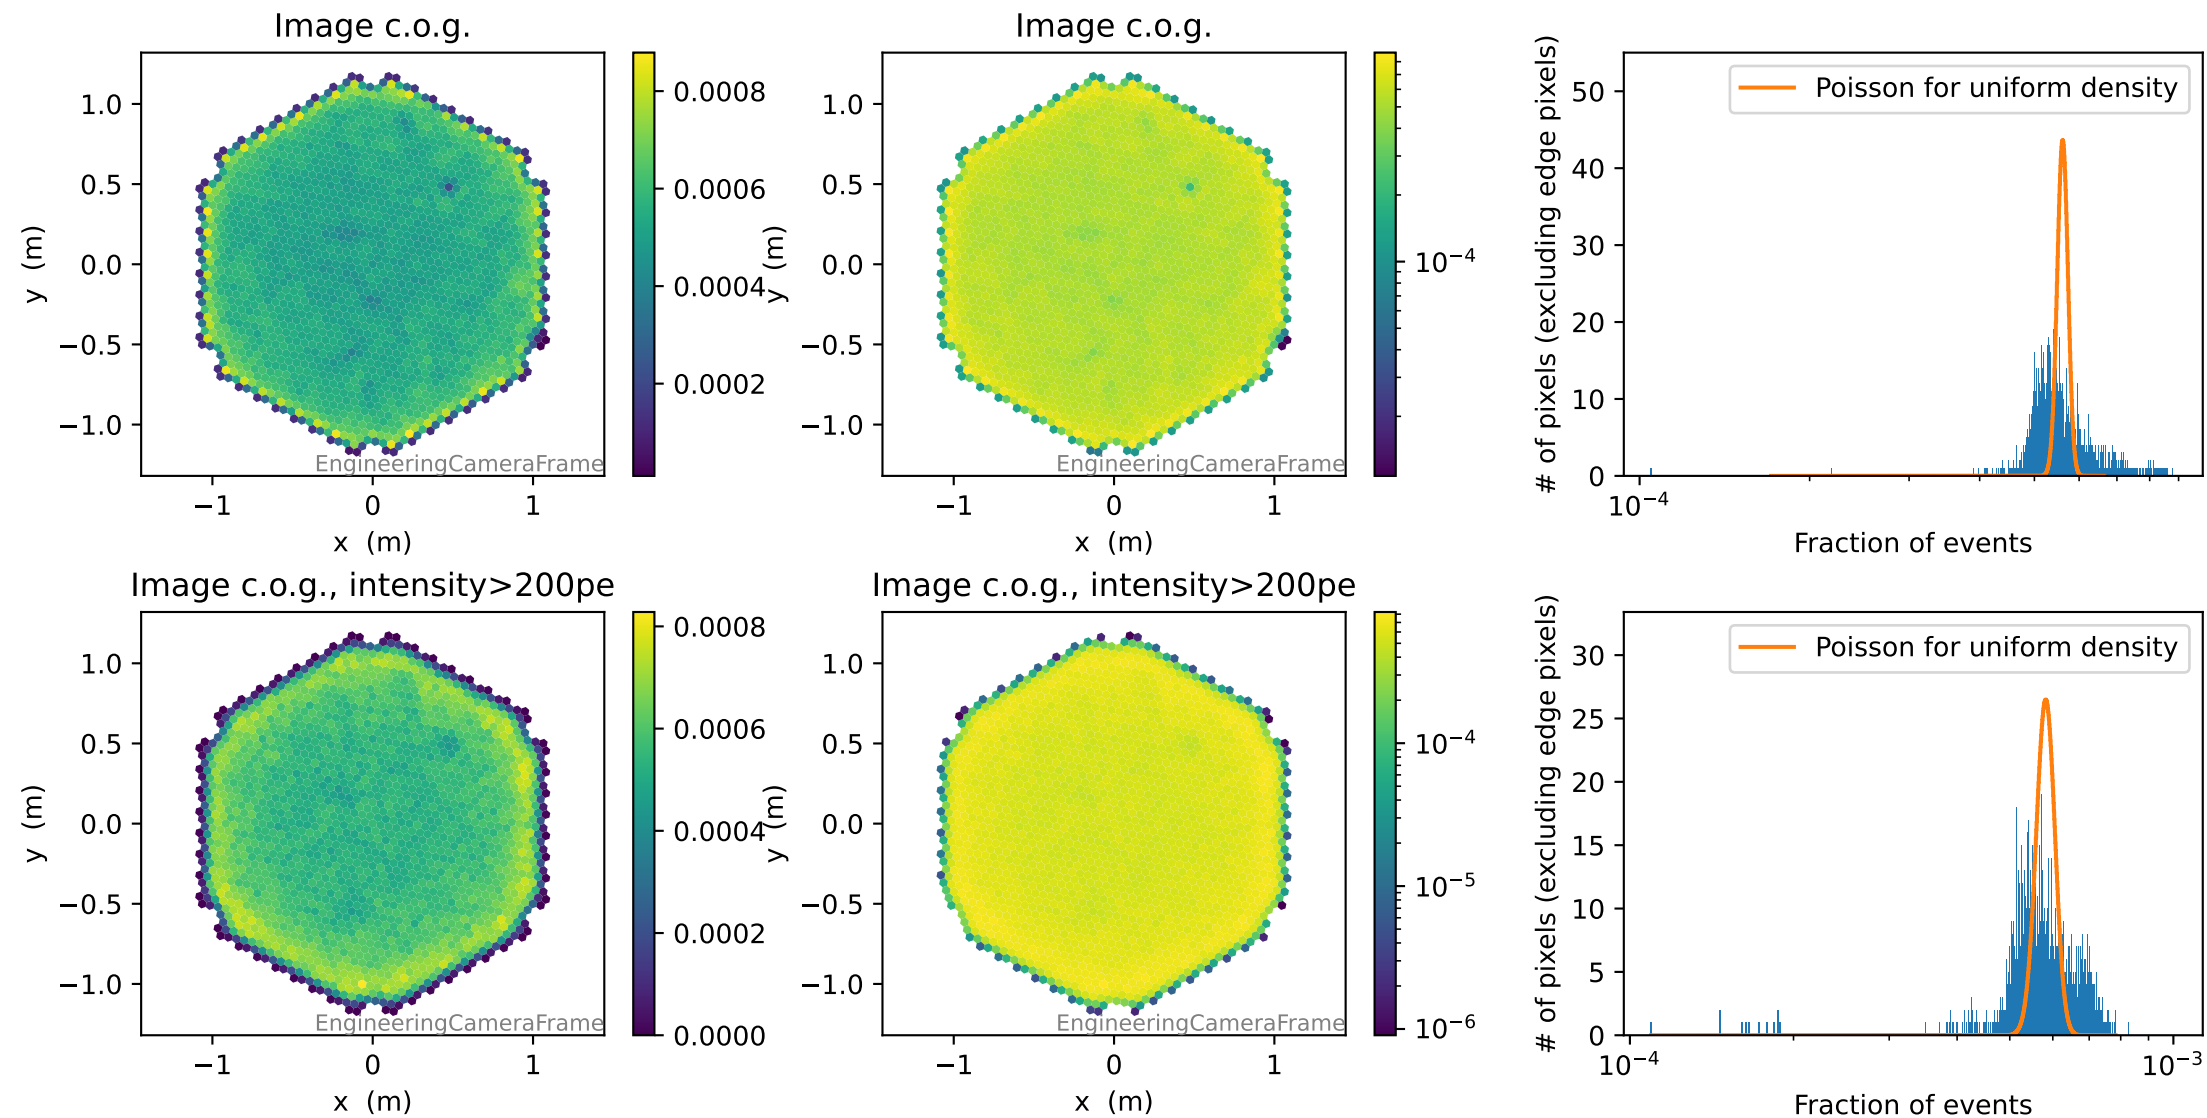 Image c.o.g.
1.0
0.5
0.0
−0.5
−1.0
y (m)
−1
0
1
x (m)
EngineeringCameraFrame
0.0008
0.0006
0.0004
0.0002
Image c.o.g.
1.0
0.5
0.0
−0.5
−1.0
y (m)
−1
0
1
x (m)
EngineeringCameraFrame
10⁻⁴
Poisson for uniform density
50
40
30
20
10
0
# of pixels (excluding edge pixels)
10⁻⁴
Fraction of events
Image c.o.g., intensity>200pe
1.0
0.5
0.0
−0.5
−1.0
y (m)
−1
0
1
x (m)
EngineeringCameraFrame
0.0008
0.0006
0.0004
0.0002
0.0000
Image c.o.g., intensity>200pe
1.0
0.5
0.0
−0.5
−1.0
y (m)
−1
0
1
x (m)
EngineeringCameraFrame
10⁻⁴
10⁻⁵
10⁻⁶
Poisson for uniform density
30
25
20
15
10
5
0
# of pixels (excluding edge pixels)
10⁻⁴
10⁻³
Fraction of events